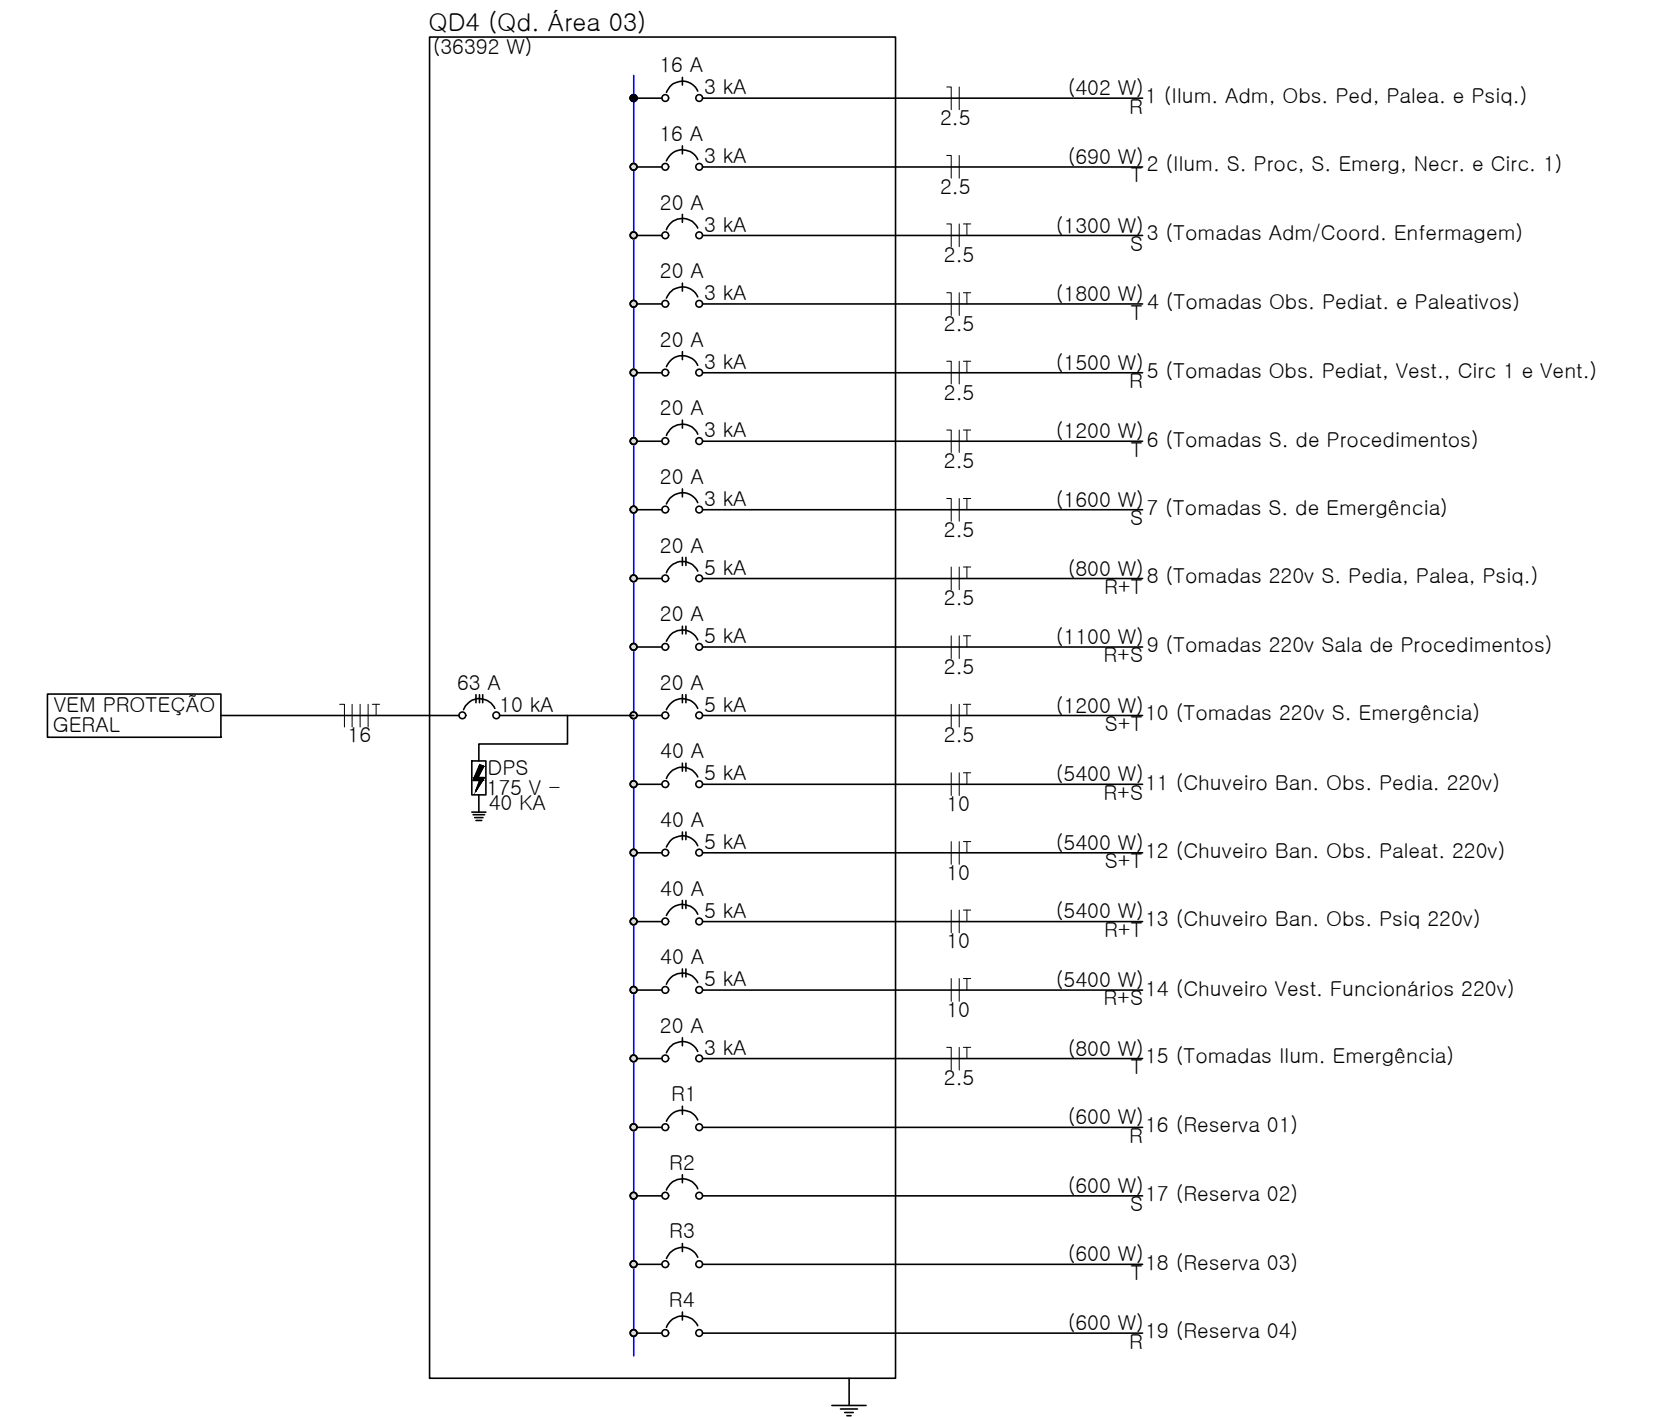 QD4 (Qd. Área 03)
(36392 W)
16 A
3 kA
2.5
(402 W)
R
1 (Ilum. Adm, Obs. Ped, Palea. e Psiq.)
16 A
3 kA
2.5
(690 W)
T
2 (Ilum. S. Proc, S. Emerg, Necr. e Circ. 1)
20 A
3 kA
2.5
(1300 W)
S
3 (Tomadas Adm/Coord. Enfermagem)
20 A
3 kA
2.5
(1800 W)
T
4 (Tomadas Obs. Pediat. e Paleativos)
20 A
3 kA
2.5
(1500 W)
R
5 (Tomadas Obs. Pediat, Vest., Circ 1 e Vent.)
20 A
3 kA
2.5
(1200 W)
T
6 (Tomadas S. de Procedimentos)
20 A
3 kA
2.5
(1600 W)
S
7 (Tomadas S. de Emergência)
20 A
5 kA
2.5
(800 W)
R+T
8 (Tomadas 220v S. Pedia, Palea, Psiq.)
20 A
5 kA
2.5
(1100 W)
R+S
9 (Tomadas 220v Sala de Procedimentos)
VEM PROTEÇÃO
GERAL
16
63 A
10 kA
DPS
175 V –
40 KA
20 A
5 kA
2.5
(1200 W)
S+T
10 (Tomadas 220v S. Emergência)
40 A
5 kA
10
(5400 W)
R+S
11 (Chuveiro Ban. Obs. Pedia. 220v)
40 A
5 kA
10
(5400 W)
S+T
12 (Chuveiro Ban. Obs. Paleat. 220v)
40 A
5 kA
10
(5400 W)
R+T
13 (Chuveiro Ban. Obs. Psiq 220v)
40 A
5 kA
10
(5400 W)
R+S
14 (Chuveiro Vest. Funcionários 220v)
20 A
3 kA
2.5
(800 W)
T
15 (Tomadas Ilum. Emergência)
R1
(600 W)
R
16 (Reserva 01)
R2
(600 W)
S
17 (Reserva 02)
R3
(600 W)
T
18 (Reserva 03)
R4
(600 W)
R
19 (Reserva 04)